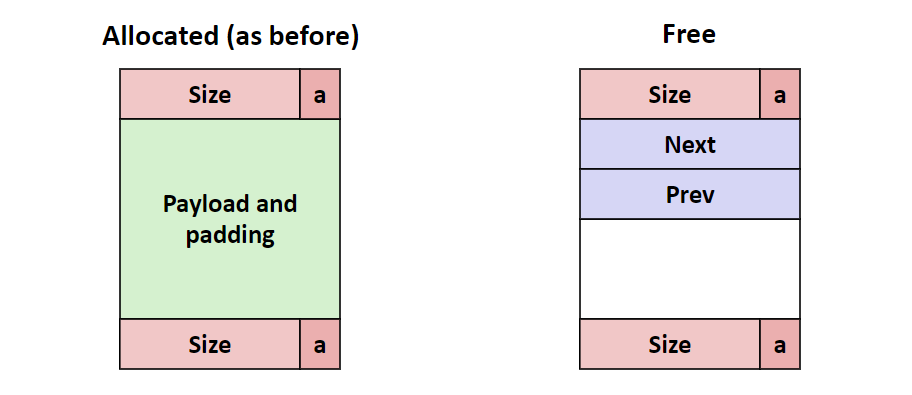 Allocated (as before)
Free
Size a
Size a
Next
Prev
Payload and
padding
Size a
Size a